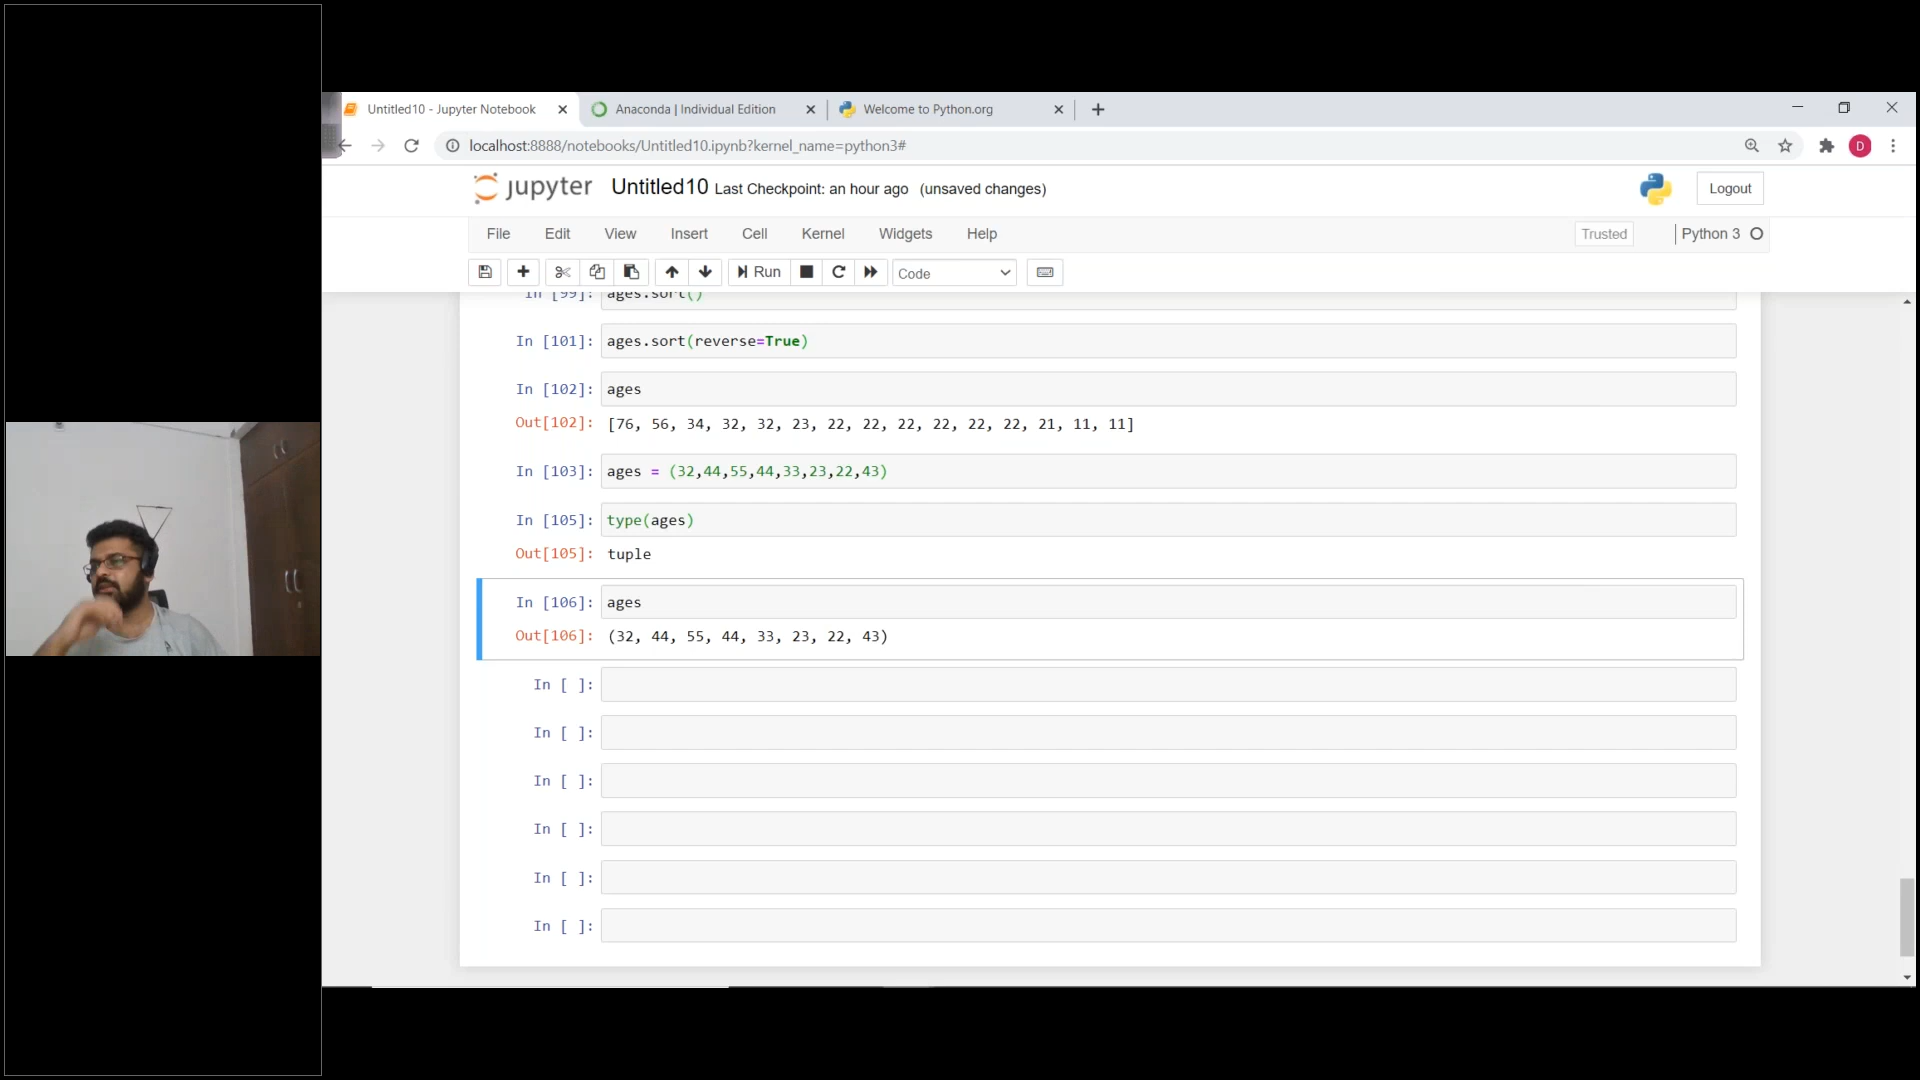 Untitled10 - Jupyter Notebook
Anaconda | Individual Edition
Welcome to Python.org
localhost:8888/notebooks/Untitled10.ipynb?kernel_name=python3#
D
jupyter Untitled10 Last Checkpoint: an hour ago (unsaved changes)
Logout
File Edit View Insert Cell Kernel Widgets Help
Trusted
Python 3
Run
Code
In [99]: ages.sort()
In [101]: ages.sort(reverse=True)
In [102]: ages
Out[102]: [76, 56, 34, 32, 32, 23, 22, 22, 22, 22, 22, 22, 21, 11, 11]
In [103]: ages = (32,44,55,44,33,23,22,43)
In [105]: type(ages)
Out[105]: tuple
In [106]: ages
Out[106]: (32, 44, 55, 44, 33, 23, 22, 43)
In [ ]:
In [ ]:
In [ ]:
In [ ]:
In [ ]:
In [ ]: